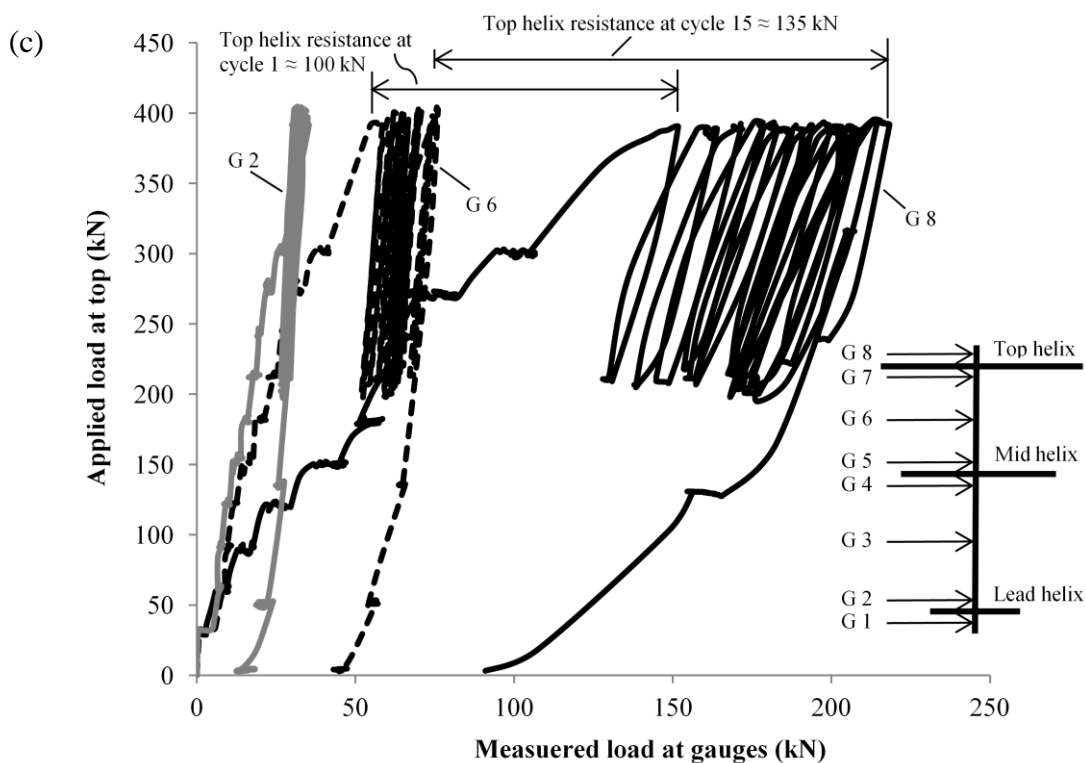 (c)
Top helix resistance at cycle 15 ≈ 135 kN
Top helix resistance at
cycle 1 ≈ 100 kN
450
400
350
300
250
200
150
100
50
0
Applied load at top (kN)
G 2
G 6
G 8
G 8
Top helix
G 7
G 6
G 5
Mid helix
G 4
G 3
G 2
Lead helix
G 1
0
50
100
150
200
250
Measuered load at gauges (kN)